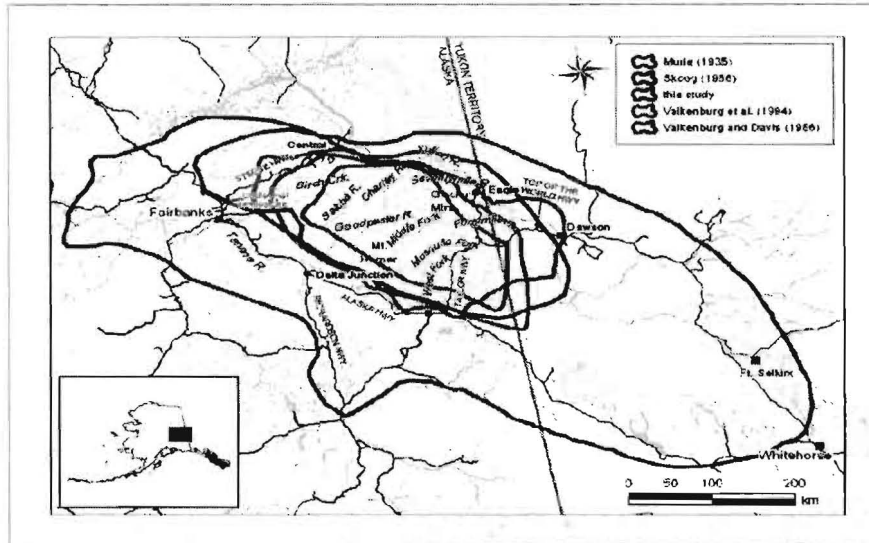 Murie (1935)
Skoog (1956)
this study
Valkenburg et al. (1994)
Valkenburg and Davis (1986)
YUKON TERRITORY
ALASKA
Central
Yukon R.
Birch Crk.
Salcha R.
Charley R.
Seventymile R.
Eagle
TOP OF THE
WORLD HWY
Fairbanks
Goodpaster R.
Middle Fork
Mosquito Fork
Fortymile
Dawson
Tanana R.
Mt.
Delta Junction
West Fork
TAYLOR HWY
ALASKA HWY
Ft. Selkirk
Whitehorse
0 50 100 200
km